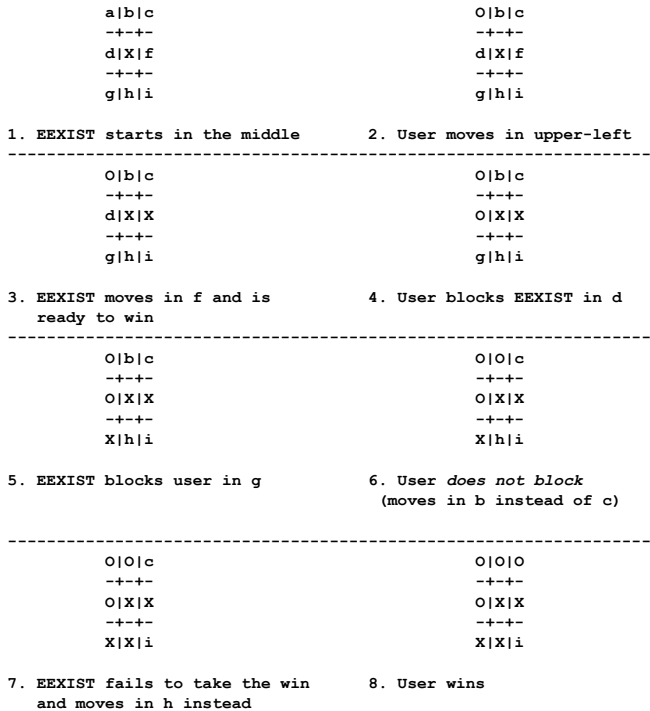 a|b|c O|b|c
-+-+- -+-+-
d|X|f d|X|f
-+-+- -+-+-
g|h|i g|h|i
1. EEXIST starts in the middle 2. User moves in upper-left
------------------------------------------------------------------
O|b|c O|b|c
-+-+- -+-+-
d|X|X O|X|X
-+-+- -+-+-
g|h|i g|h|i
3. EEXIST moves in f and is 4. User blocks EEXIST in d
ready to win
------------------------------------------------------------------
O|b|c O|O|c
-+-+- -+-+-
O|X|X O|X|X
-+-+- -+-+-
X|h|i X|h|i
5. EEXIST blocks user in g 6. User does not block
(moves in b instead of c)
------------------------------------------------------------------
O|O|c O|O|O
-+-+- -+-+-
O|X|X O|X|X
-+-+- -+-+-
X|X|i X|X|i
7. EEXIST fails to take the win 8. User wins
and moves in h instead